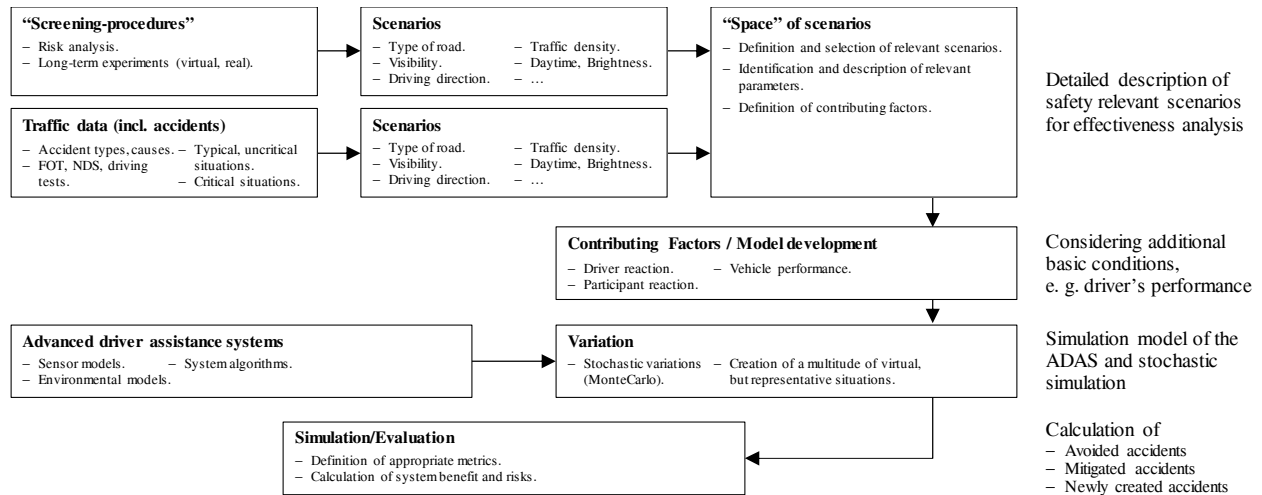 “Screening-procedures”
– Risk analysis.
– Long-term experiments (virtual, real).
Scenarios
– Type of road.
– Visibility.
– Driving direction.
– Traffic density.
– Daytime, Brightness.
– …
“Space” of scenarios
– Definition and selection of relevant scenarios.
– Identification and description of relevant
parameters.
– Definition of contributing factors.
Detailed description of
safety relevant scenarios
for effectiveness analysis
Traffic data (incl. accidents)
– Accident types, causes.
– FOT, NDS, driving
tests.
– Typical, uncritical
situations.
– Critical situations.
Scenarios
– Type of road.
– Visibility.
– Driving direction.
– Traffic density.
– Daytime, Brightness.
– …
Contributing Factors / Model development
– Driver reaction.
– Participant reaction.
– Vehicle performance.
Considering additional
basic conditions,
e. g. driver’s performance
Advanced driver assistance systems
– Sensor models.
– Environmental models.
– System algorithms.
Variation
– Stochastic variations
(MonteCarlo).
– Creation of a multitude of virtual,
but representative situations.
Simulation model of the
ADAS and stochastic
simulation
Simulation/Evaluation
– Definition of appropriate metrics.
– Calculation of system benefit and risks.
Calculation of
– Avoided accidents
– Mitigated accidents
– Newly created accidents